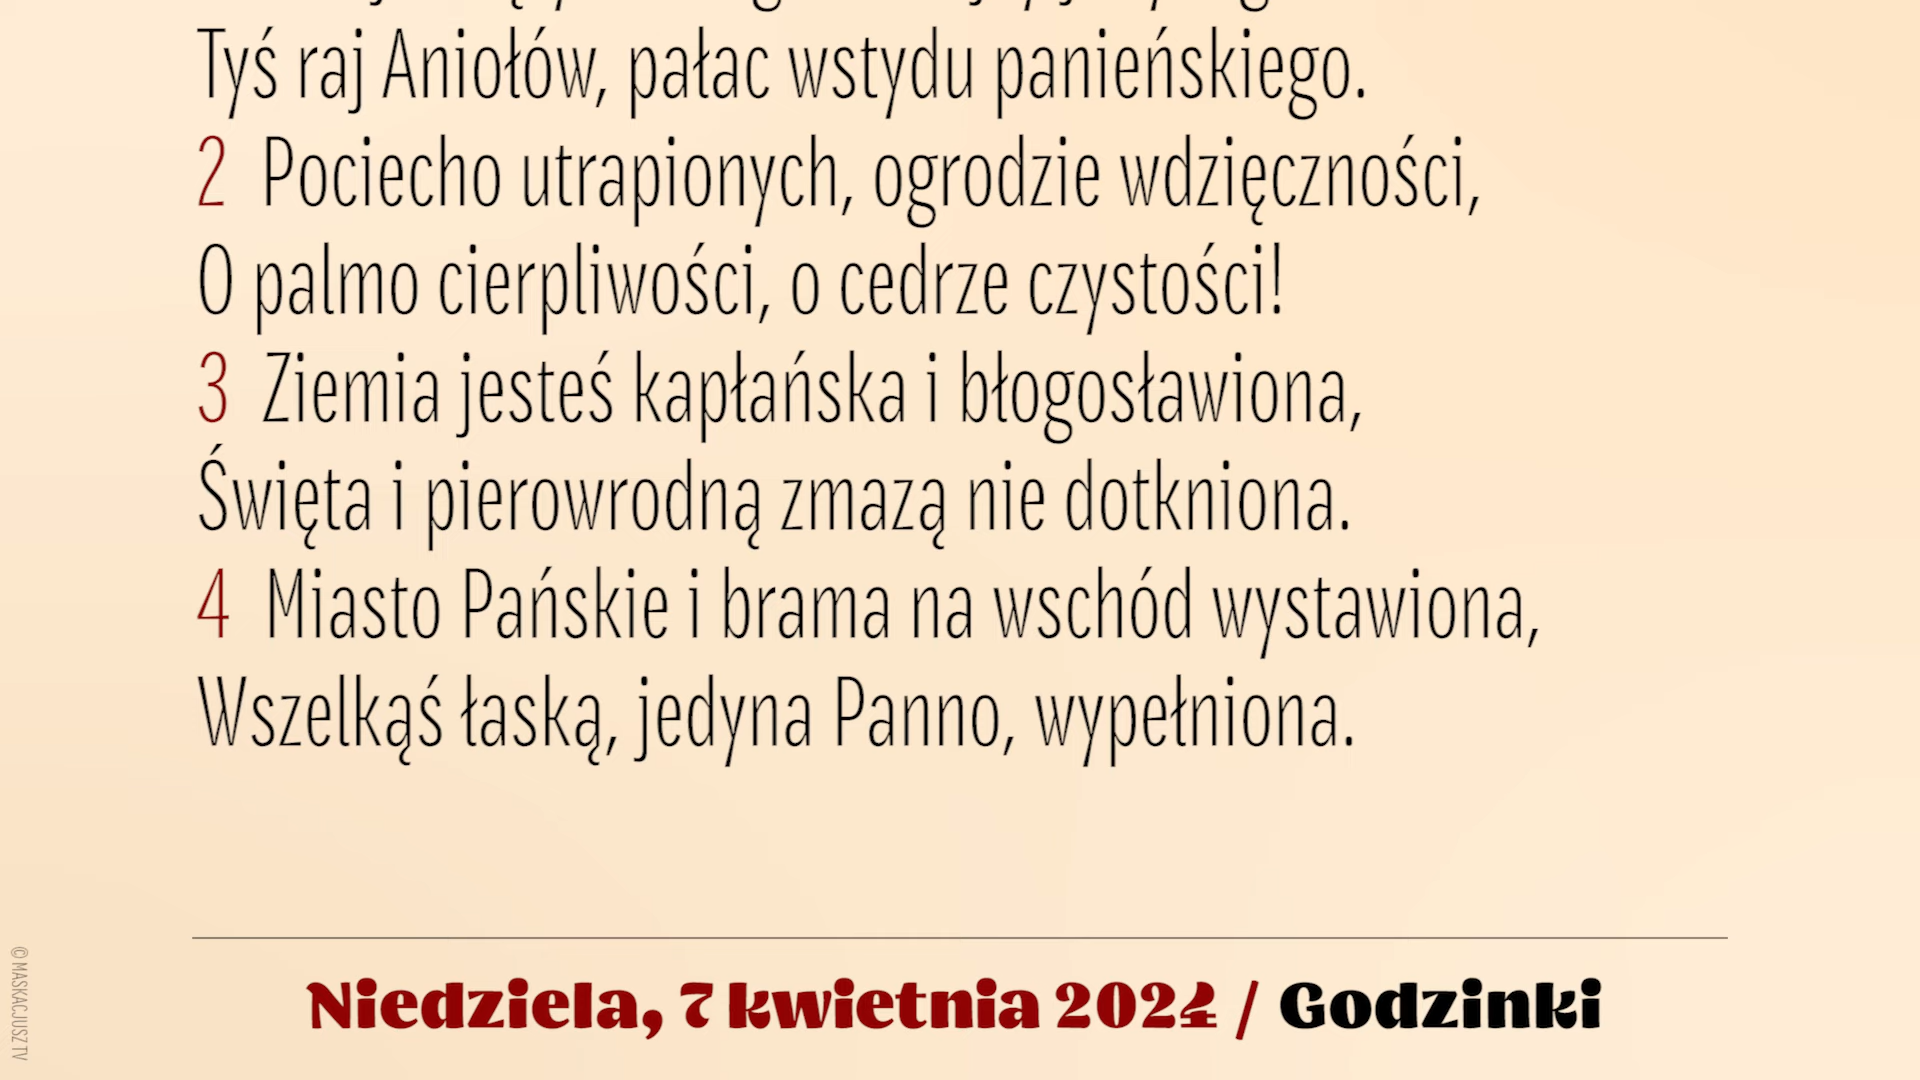 Tyś raj Aniołów, pałac wstydu panieńskiego.
2 Pociecho utrapionych, ogrodzie wdzięczności,
O palmo cierpliwości, o cedrze czystości!
3 Ziemia jesteś kapłańska i błogosławiona,
Święta i pierowrodną zmazą nie dotkniona.
4 Miasto Pańskie i brama na wschód wystawiona,
Wszelkąś łaską, jedyna Panno, wypełniona.
Niedziela, 7 kwietnia 2024 / Godzinki
© MASKACJUSZ TV